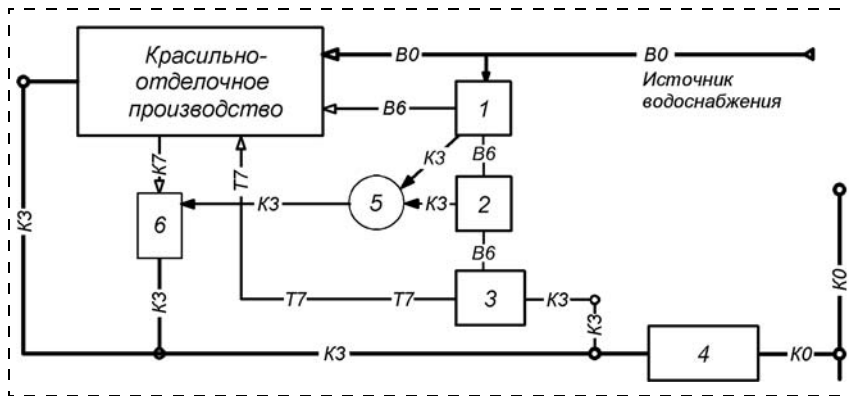 Красильно-
отделочное
производство
В0
В0
Источник
водоснабжения
В6
1
К3
В6
К7
Т7
К3
6
К3
5
К3
2
В6
К3
Т7
Т7
3
К3
К3
К3
К3
4
К0
К0